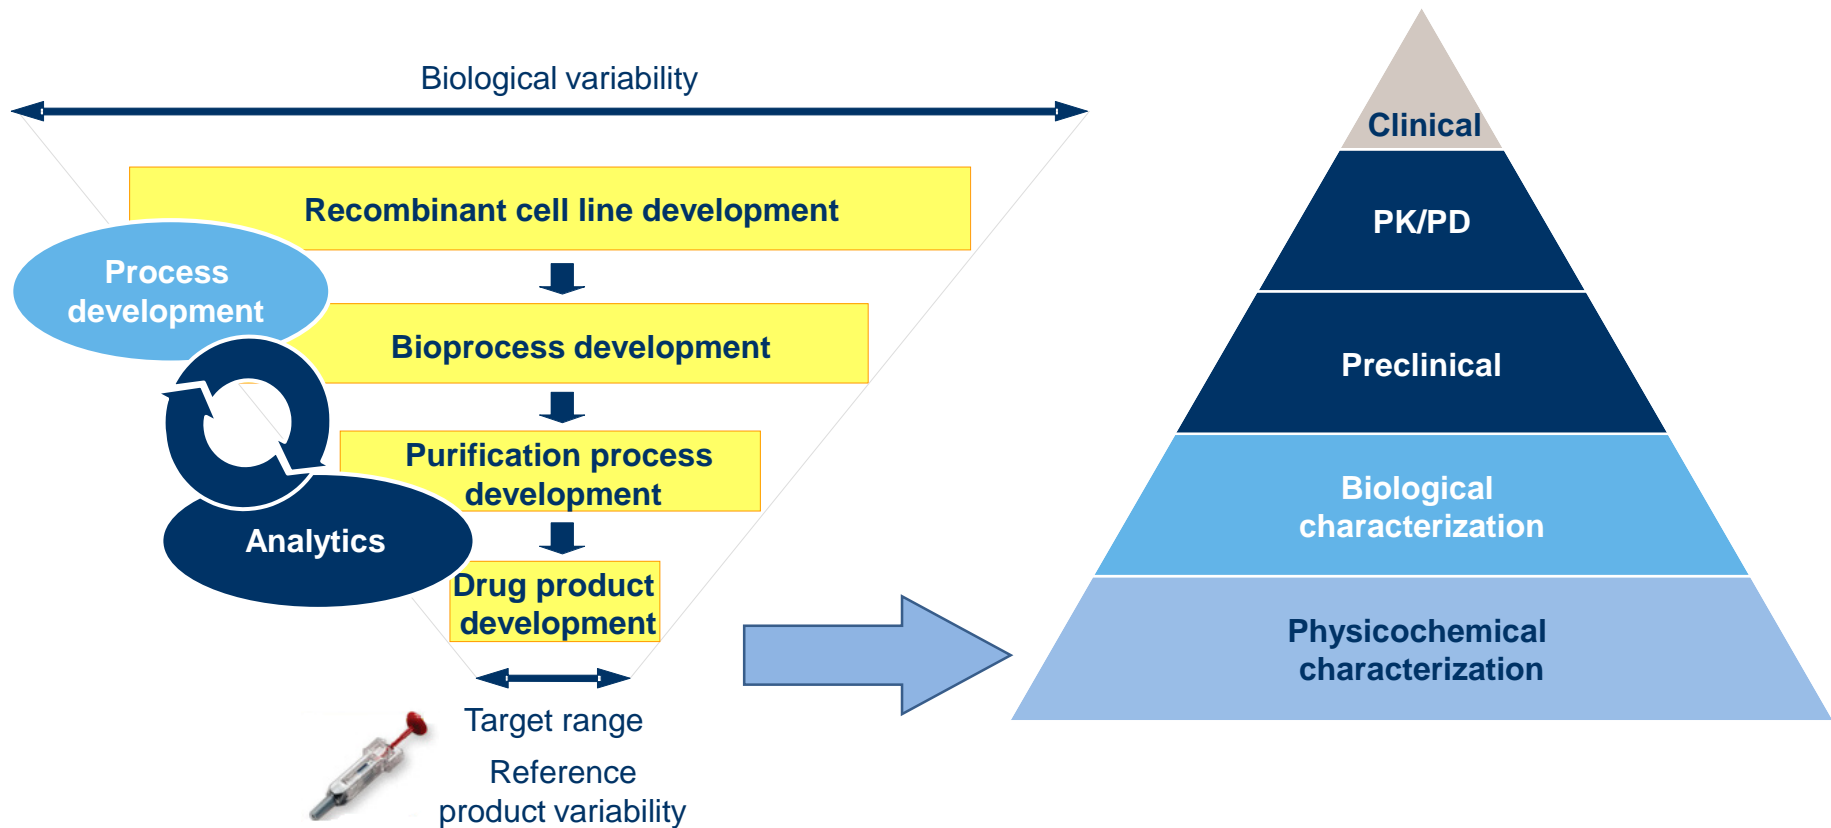 Biological variability
Recombinant cell line development
Process
development
Bioprocess development
Purification process
development
Analytics
Drug product
development
Target range
Reference
product variability
Clinical
PK/PD
Preclinical
Biological
characterization
Physicochemical
characterization